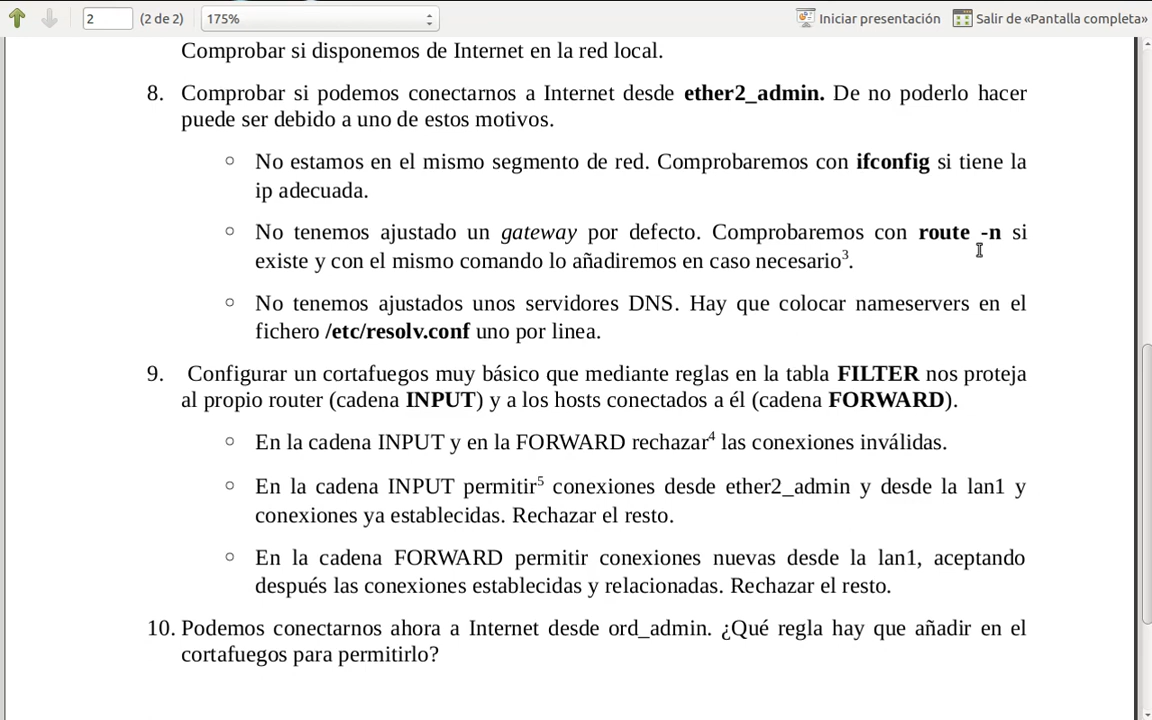 2 (2 de 2) 175% Iniciar presentación Salir de «Pantalla completa»
Comprobar si disponemos de Internet en la red local.
8. Comprobar si podemos conectarnos a Internet desde ether2_admin. De no poderlo hacer
puede ser debido a uno de estos motivos.
◦ No estamos en el mismo segmento de red. Comprobaremos con ifconfig si tiene la
ip adecuada.
◦ No tenemos ajustado un gateway por defecto. Comprobaremos con route -n si
existe y con el mismo comando lo añadiremos en caso necesario³.
◦ No tenemos ajustados unos servidores DNS. Hay que colocar nameservers en el
fichero /etc/resolv.conf uno por linea.
9. Configurar un cortafuegos muy básico que mediante reglas en la tabla FILTER nos proteja
al propio router (cadena INPUT) y a los hosts conectados a él (cadena FORWARD).
◦ En la cadena INPUT y en la FORWARD rechazar⁴ las conexiones inválidas.
◦ En la cadena INPUT permitir⁵ conexiones desde ether2_admin y desde la lan1 y
conexiones ya establecidas. Rechazar el resto.
◦ En la cadena FORWARD permitir conexiones nuevas desde la lan1, aceptando
después las conexiones establecidas y relacionadas. Rechazar el resto.
10. Podemos conectarnos ahora a Internet desde ord_admin. ¿Qué regla hay que añadir en el
cortafuegos para permitirlo?